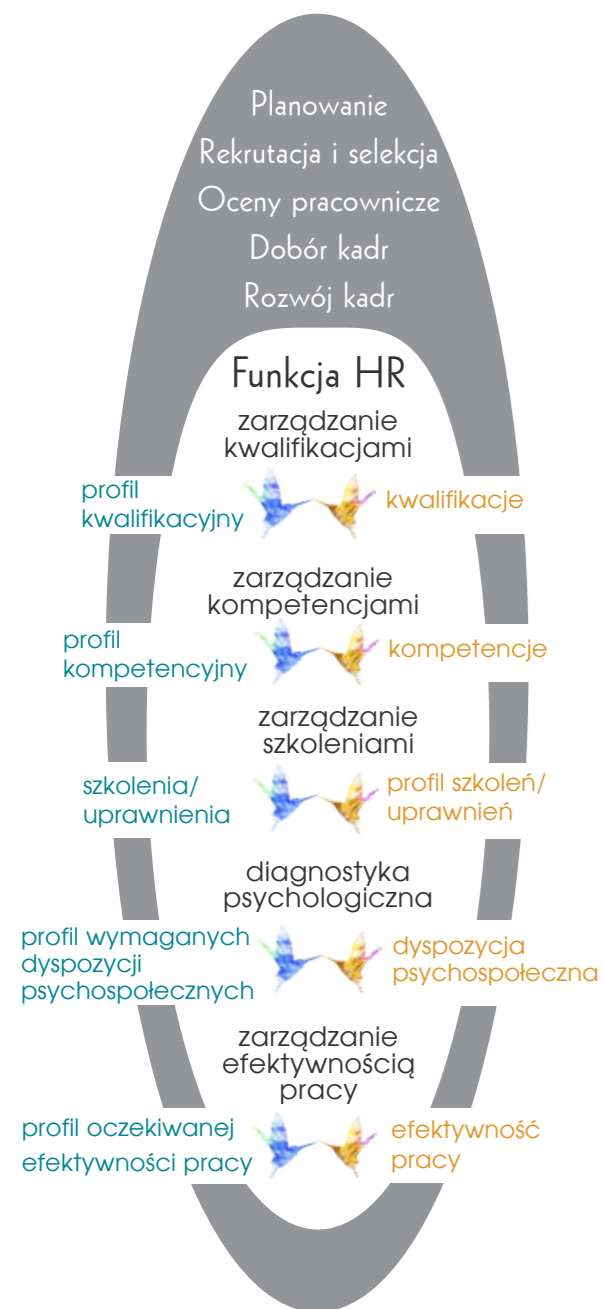 Planowanie
Rekrutacja i selekcja
Oceny pracownicze
Dobór kadr
Rozwój kadr
Funkcja HR
zarządzanie
kwalifikacjami
profil
kwalifikacyjny
kwalifikacje
zarządzanie
kompetencjami
profil
kompetencyjny
kompetencje
zarządzanie
szkoleniami
szkolenia/
uprawnienia
profil szkoleń/
uprawnień
diagnostyka
psychologiczna
profil wymaganych
dyspozycji
psychospołecznych
dyspozycja
psychospołeczna
zarządzanie
efektywnością
pracy
profil oczekiwanej
efektywności pracy
efektywność
pracy